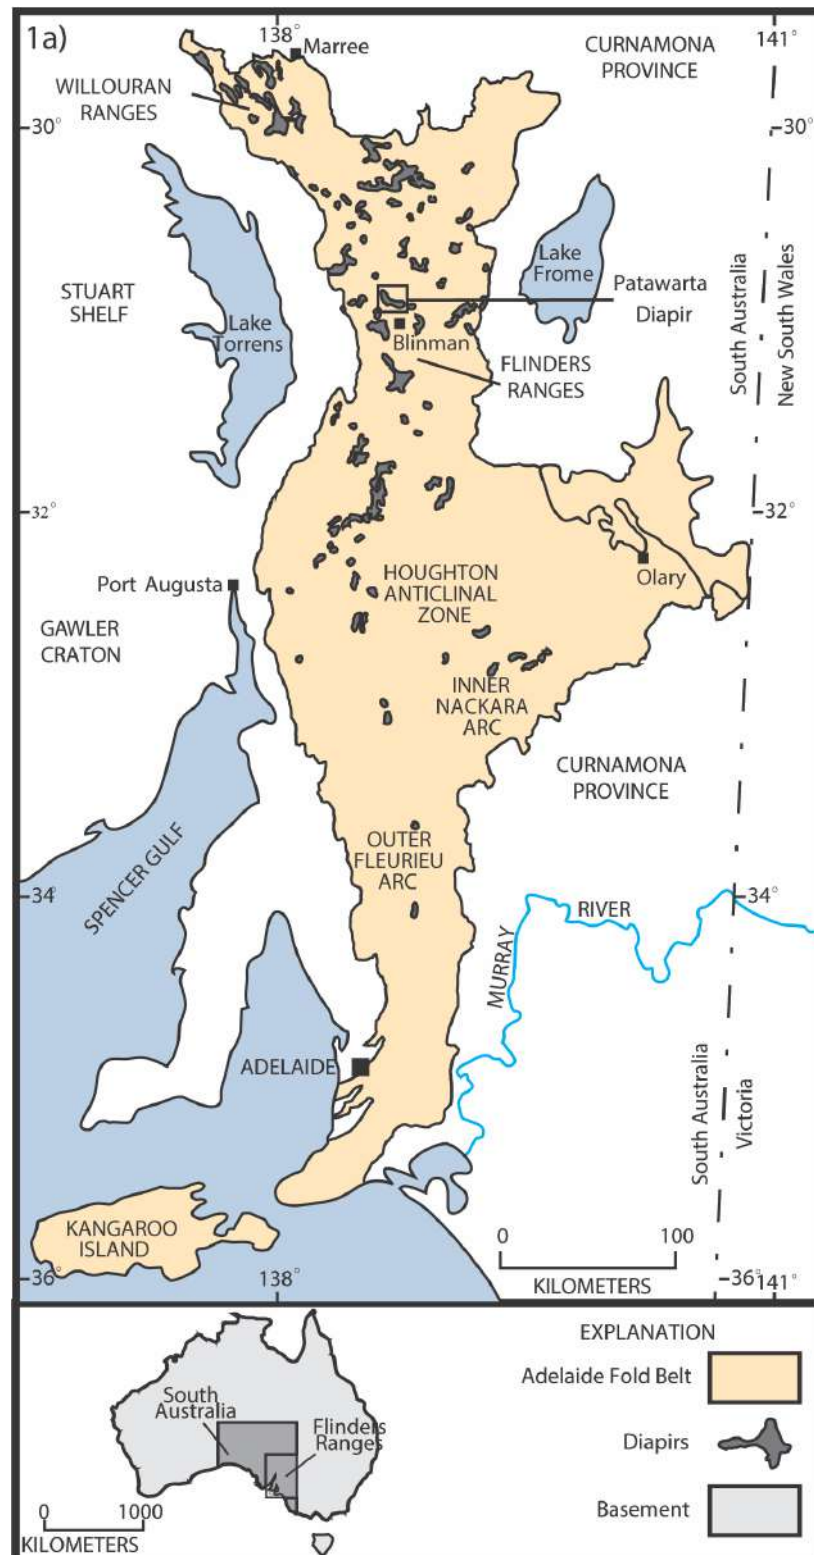 1a)
138°
Marree
CURNAMONA
PROVINCE
141°
WILLOURAN
RANGES
30°
30°
Lake
Frome
STUART
SHELF
Lake
Torrens
Patawarta
Diapir
Blinman
FLINDERS
RANGES
South Australia
New South Wales
32°
32°
Port Augusta
HOUGHTON
ANTICLINAL
ZONE
Olary
GAWLER
CRATON
INNER
NACKARA
ARC
CURNAMONA
PROVINCE
SPENCER GULF
OUTER
FLEURIEU
ARC
34°
34°
MURRAY
RIVER
ADELAIDE
South Australia
Victoria
KANGAROO
ISLAND
0 100
KILOMETERS
36°
138°
36°
141°
South
Australia
Flinders
Ranges
0 1000
KILOMETERS
EXPLANATION
Adelaide Fold Belt
Diapirs
Basement